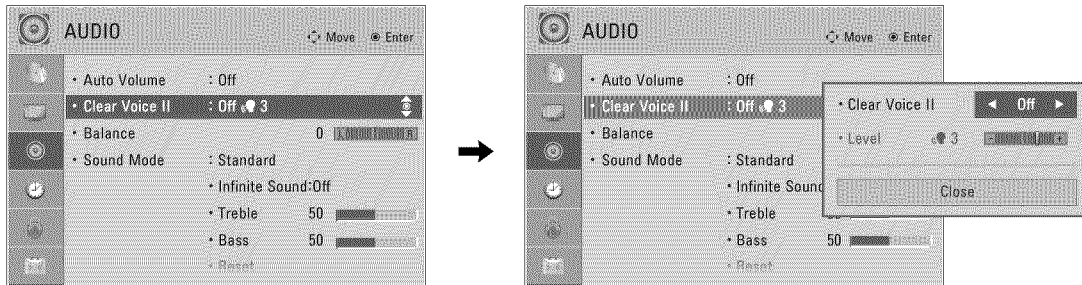 AUDIO
Move Enter
• Auto Volume : Off
• Clear Voice II : Off 3
• Balance 0 L R
• Sound Mode : Standard
• Infinite Sound:Off
• Treble 50
• Bass 50
• Reset
AUDIO
Move Enter
• Auto Volume : Off
• Clear Voice II : Off 3
• Balance
• Sound Mode : Standard
• Infinite Sound
• Treble
• Bass 50
• Reset
• Clear Voice II ◄ Off ►
• Level 3 - +
Close